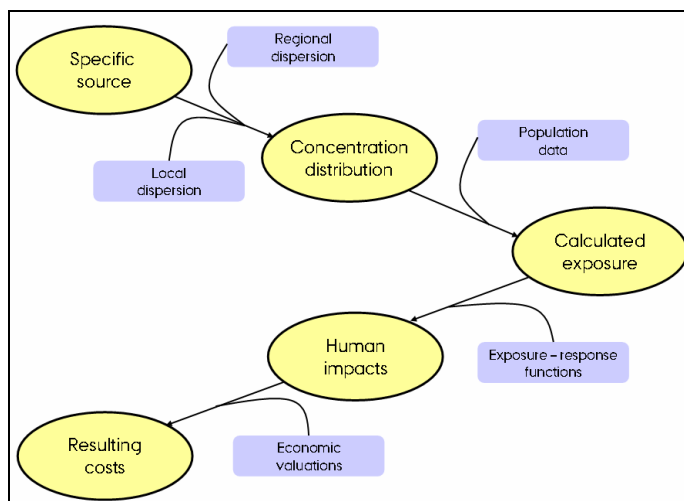 Specific
source
Regional
dispersion
Local
dispersion
Concentration
distribution
Population
data
Calculated
exposure
Exposure – response
functions
Human
impacts
Economic
valuations
Resulting
costs